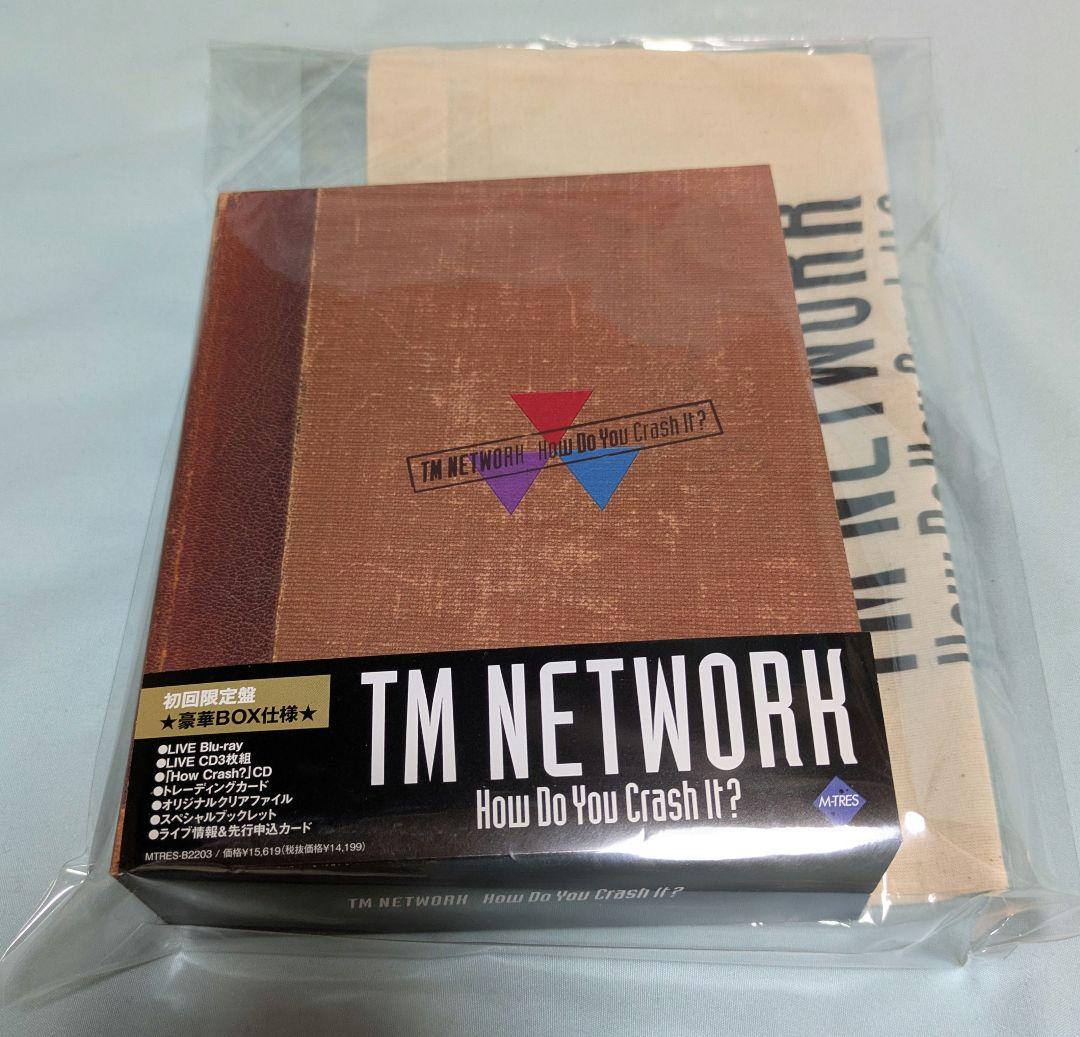 TM NETWORK How Do You Crash It?
TM NETWORK
How Do You
初回限定盤
★豪華BOX仕様★
●LIVE Blu-ray
●LIVE CD3枚組
●「How Crash?」CD
●トレーディングカード
●オリジナルクリアファイル
●スペシャルブックレット
●ライブ情報&先行申込カード
MTRES-B2203 / 価格¥15,619(税抜価格¥14,199)
TM NETWORK
How Do You Crash It?
M-TRES
TM NETWORK How Do You Crash It?